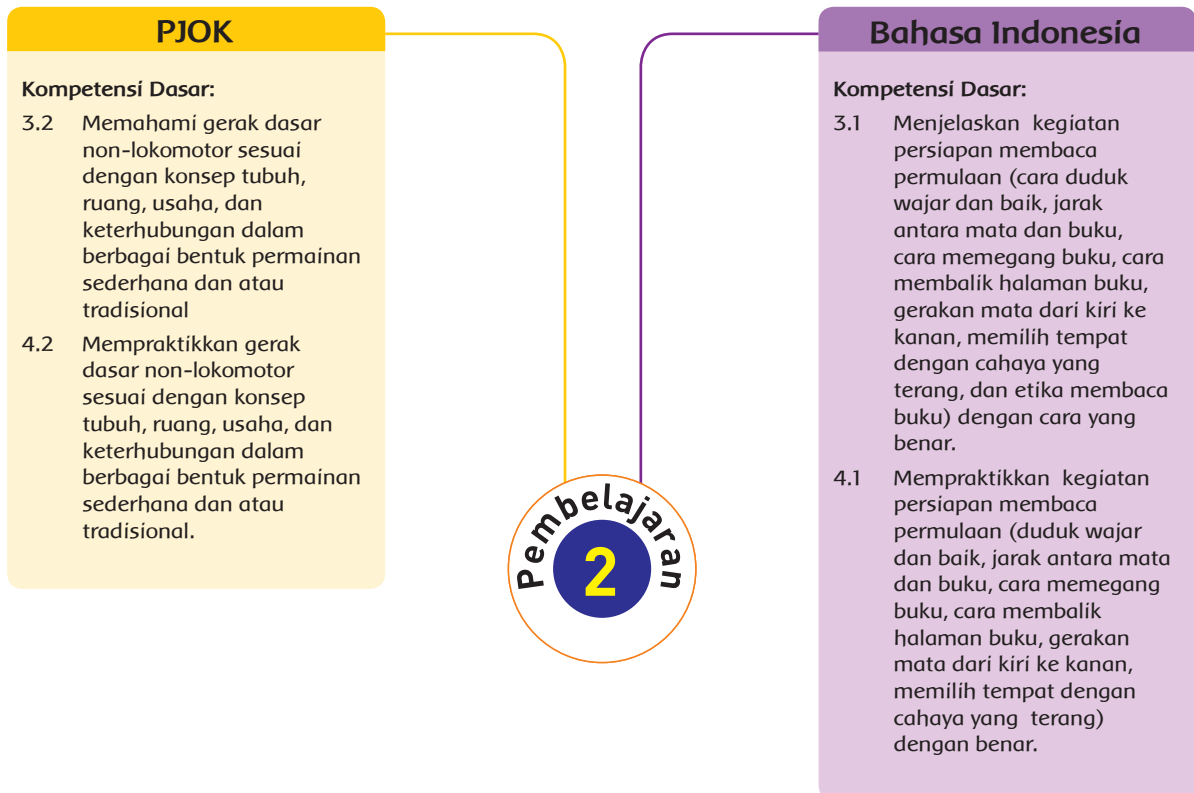 PJOK
Kompetensi Dasar:
3.2 Memahami gerak dasar
non-lokomotor sesuai
dengan konsep tubuh,
ruang, usaha, dan
keterhubungan dalam
berbagai bentuk permainan
sederhana dan atau
tradisional
4.2 Mempraktikkan gerak
dasar non-lokomotor
sesuai dengan konsep
tubuh, ruang, usaha, dan
keterhubungan dalam
berbagai bentuk permainan
sederhana dan atau
tradisional.
Bahasa Indonesia
Kompetensi Dasar:
3.1 Menjelaskan kegiatan
persiapan membaca
permulaan (cara duduk
wajar dan baik, jarak
antara mata dan buku,
cara memegang buku, cara
membalik halaman buku,
gerakan mata dari kiri ke
kanan, memilih tempat
dengan cahaya yang
terang, dan etika membaca
buku) dengan cara yang
benar.
4.1 Mempraktikkan kegiatan
persiapan membaca
permulaan (duduk wajar
dan baik, jarak antara mata
dan buku, cara memegang
buku, cara membalik
halaman buku, gerakan
mata dari kiri ke kanan,
memilih tempat dengan
cahaya yang terang)
dengan benar.
Pembelajaran
2